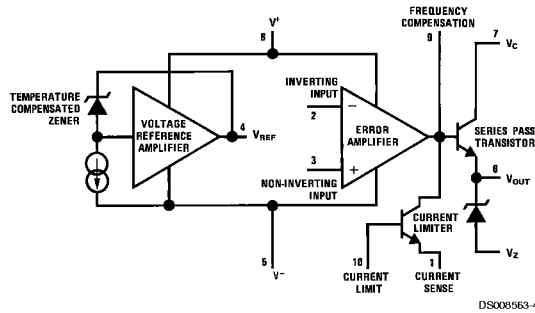 FREQUENCY
COMPENSATION
V+
8
9
7
VC
INVERTING
INPUT
2
TEMPERATURE
COMPENSATED
ZENER
VOLTAGE
REFERENCE
AMPLIFIER
4
VREF
ERROR
AMPLIFIER
SERIES PASS
TRANSISTOR
3
NON-INVERTING
INPUT
6
VOUT
CURRENT
LIMITER
5
V-
10
CURRENT
LIMIT
1
CURRENT
SENSE
VZ
DS008563-4